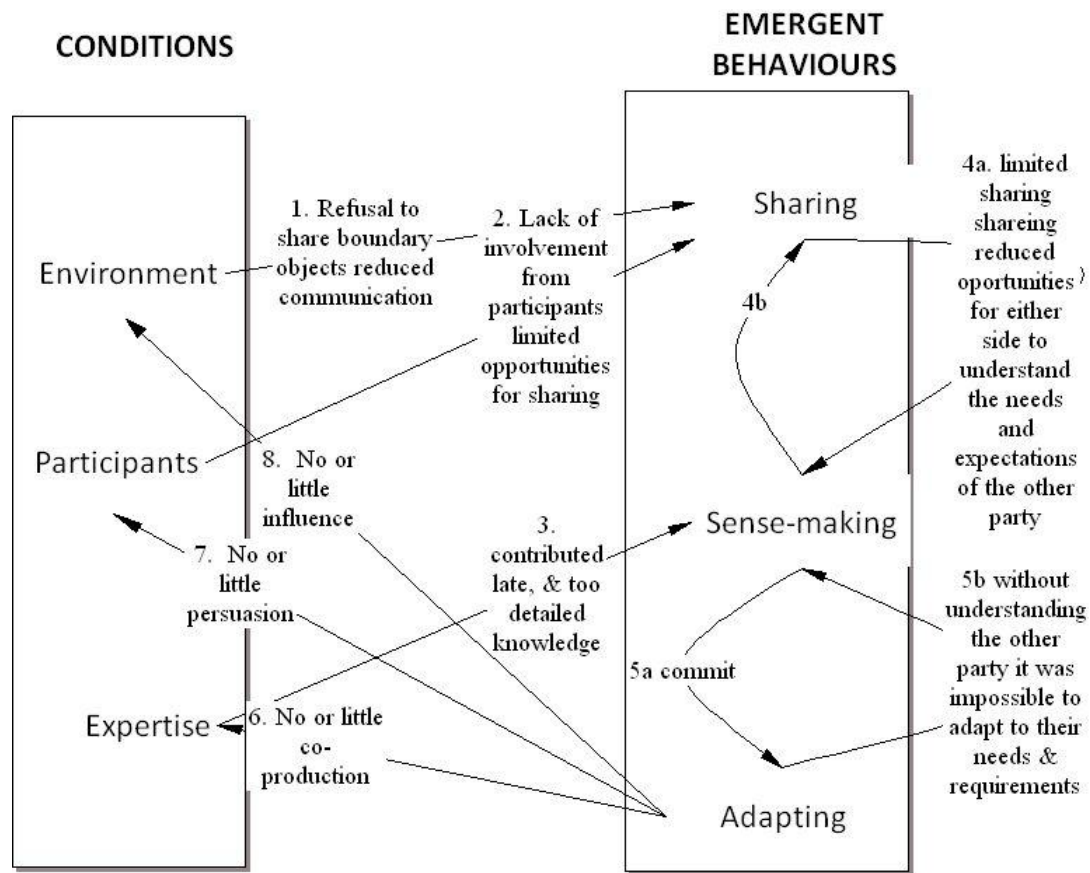 CONDITIONS
EMERGENT
BEHAVIOURS
Environment
Participants
Expertise
1. Refusal to
share boundary
objects reduced
communication
2. Lack of
involvement
from
participants
limited
opportunities
for sharing
8. No or
little
influence
7. No or
little
persuasion
3.
contributed
late, & too
detailed
knowledge
6. No or little
co-
production
Sharing
4b
Sense-making
5a commit
Adapting
4a. limited
sharing
shareing
reduced
oportunities
for either
side to
understand
the needs
and
expectations
of the other
party
5b without
understanding
the other
party it was
impossible to
adapt to their
needs &
requirements